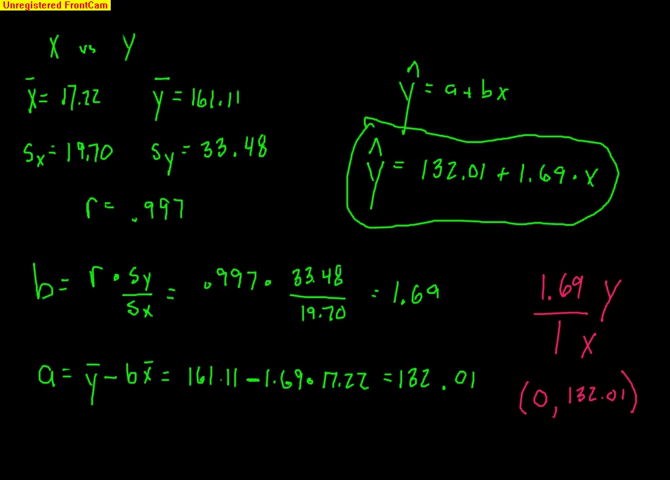 Unregistered FrontCam
X vs Y
x̄ = 17.22   ȳ = 161.11
Sx = 19.70   Sy = 33.48
r = .997
ŷ = a + bx
ŷ = 132.01 + 1.69 · x
b = r · Sy/Sx = .997 · 33.48/19.70 = 1.69
a = ȳ - bx̄ = 161.11 - 1.69 · 17.22 = 132.01
1.69 y
1 x
(0, 132.01)